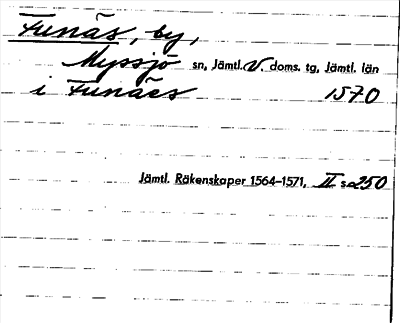 Funäs, by,
Myssjö sn, Jämtl. V. doms. tg, Jämtl. län
i Funäes 1570
Jämtl. Räkenskaper 1564–1571, II s. 250